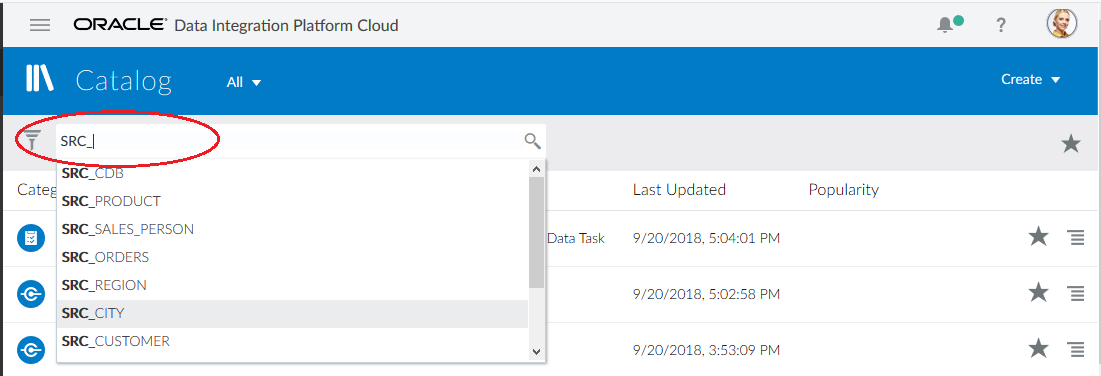 ORACLE Data Integration Platform Cloud ?
Catalog All Create
SRC_
SRC_CDB
Categ Last Updated Popularity
SRC_PRODUCT
SRC_SALES_PERSON
Data Task 9/20/2018, 5:04:01 PM
SRC_ORDERS
SRC_REGION
9/20/2018, 5:02:58 PM
SRC_CITY
SRC_CUSTOMER
9/20/2018, 3:53:09 PM